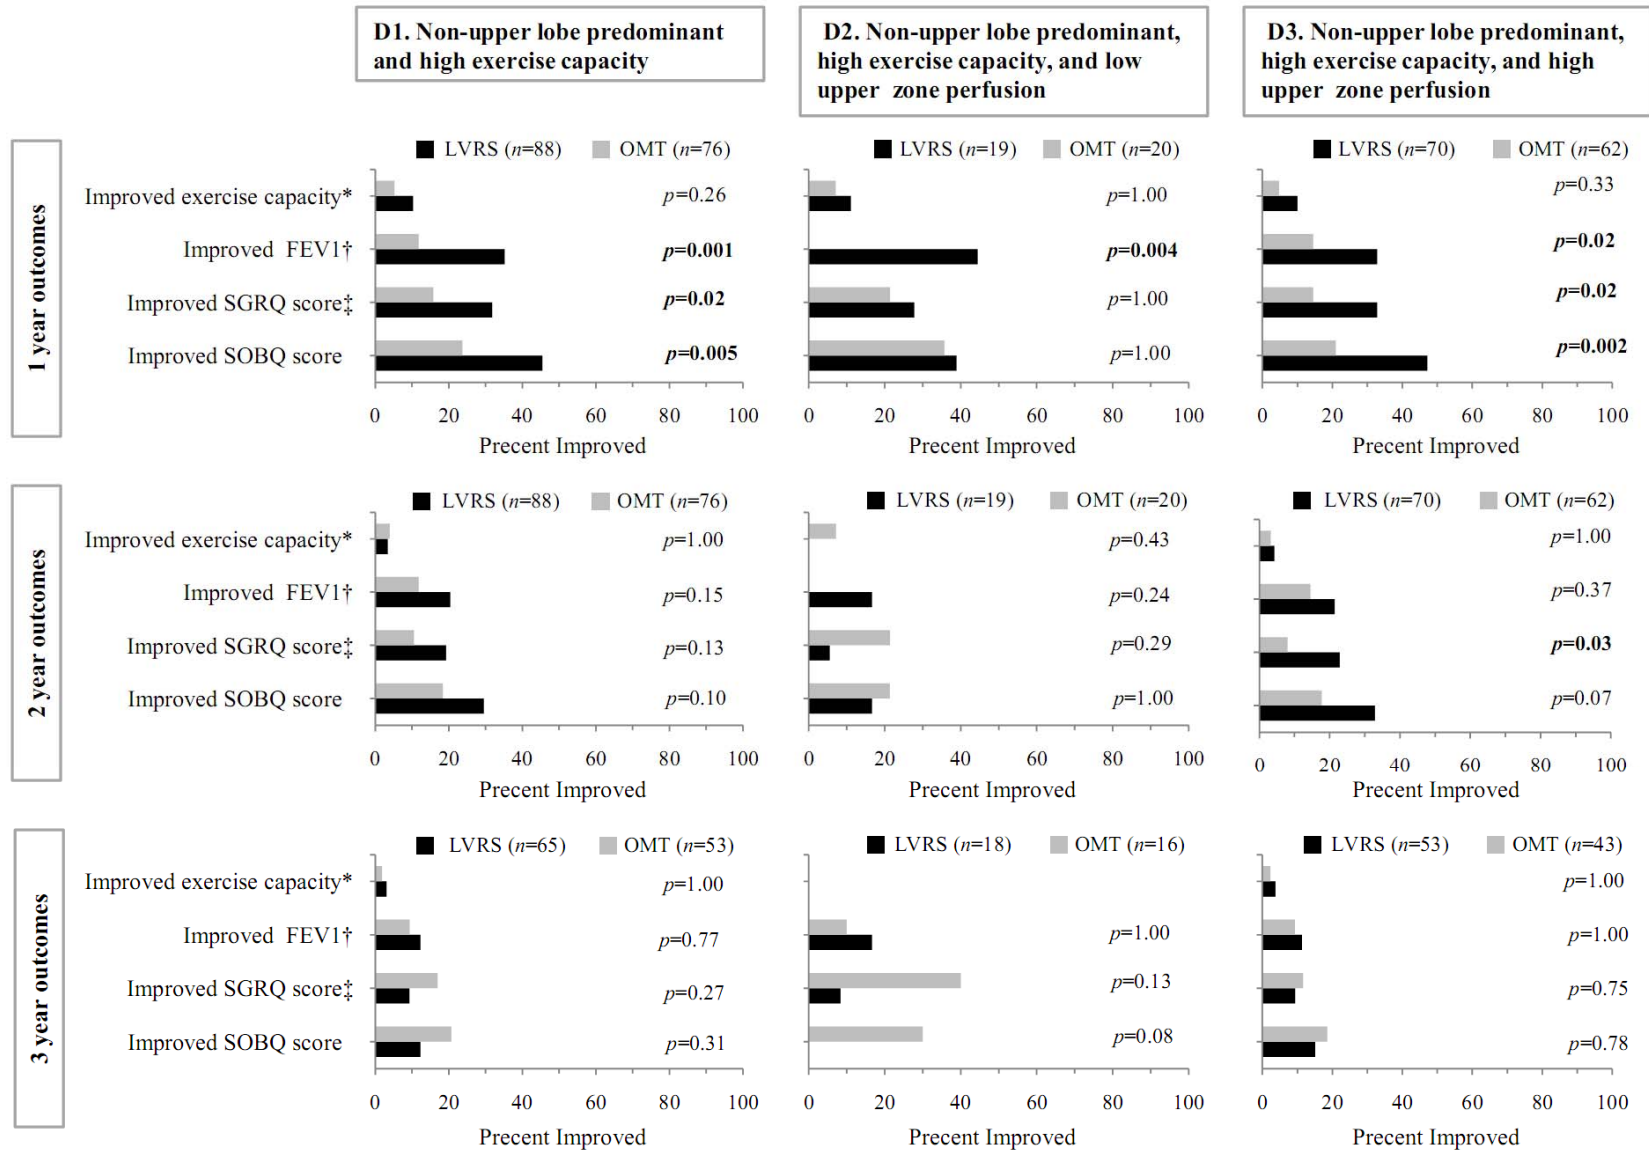 D1. Non-upper lobe predominant
and high exercise capacity
D2. Non-upper lobe predominant,
high exercise capacity, and low
upper zone perfusion
D3. Non-upper lobe predominant,
high exercise capacity, and high
upper zone perfusion
1 year outcomes
LVRS (n=88) OMT (n=76)
Improved exercise capacity* p=0.26
Improved FEV1† p=0.001
Improved SGRQ score‡ p=0.02
Improved SOBQ score p=0.005
0 20 40 60 80 100
Precent Improved
LVRS (n=19) OMT (n=20)
p=1.00
p=0.004
p=1.00
p=1.00
0 20 40 60 80 100
Precent Improved
LVRS (n=70) OMT (n=62)
p=0.33
p=0.02
p=0.02
p=0.002
0 20 40 60 80 100
Precent Improved
2 year outcomes
LVRS (n=88) OMT (n=76)
Improved exercise capacity* p=1.00
Improved FEV1† p=0.15
Improved SGRQ score‡ p=0.13
Improved SOBQ score p=0.10
0 20 40 60 80 100
Precent Improved
LVRS (n=19) OMT (n=20)
p=0.43
p=0.24
p=0.29
p=1.00
0 20 40 60 80 100
Precent Improved
LVRS (n=70) OMT (n=62)
p=1.00
p=0.37
p=0.03
p=0.07
0 20 40 60 80 100
Precent Improved
3 year outcomes
LVRS (n=65) OMT (n=53)
Improved exercise capacity* p=1.00
Improved FEV1† p=0.77
Improved SGRQ score‡ p=0.27
Improved SOBQ score p=0.31
0 20 40 60 80 100
Precent Improved
LVRS (n=18) OMT (n=16)
p=1.00
p=0.13
p=0.08
0 20 40 60 80 100
Precent Improved
LVRS (n=53) OMT (n=43)
p=1.00
p=1.00
p=0.75
p=0.78
0 20 40 60 80 100
Precent Improved